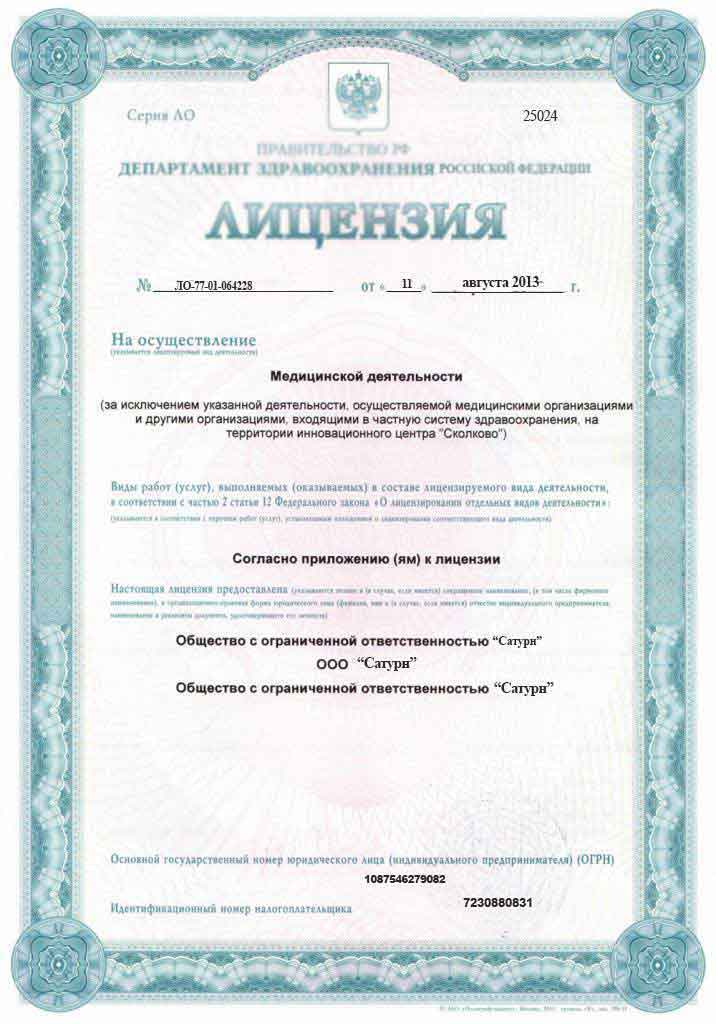 Серия ЛО 25024
ПРАВИТЕЛЬСТВО РФ
ДЕПАРТАМЕНТ ЗДРАВООХРАНЕНИЯ РОССИСКОЙ ФЕДЕРАЦИИ
ЛИЦЕНЗИЯ
№ ЛО-77-01-064228 от « 11 » августа 2013- г.
На осуществление
(указывается лицензируемый вид деятельности)
Медицинской деятельности
(за исключением указанной деятельности, осуществляемой медицинскими организациями
и другими организациями, входящими в частную систему здравоохранения, на
территории инновационного центра "Сколково")
Виды работ (услуг), выполняемых (оказываемых) в составе лицензируемого вида деятельности,
в соответствии с частью 2 статьи 12 Федерального закона «О лицензировании отдельных видов деятельности»:
(указываются в соответствии с перечнем работ (услуг), установленным положением о лицензировании соответствующего вида деятельности)
Согласно приложению (ям) к лицензии
Настоящая лицензия предоставлена (указывается полное и (в случае, если имеется) сокращенное наименование, (в том числе фирменное
наименование), и организационно-правовая форма юридического лица (фамилия, имя и (в случае, если имеется) отчество индивидуального предпринимателя,
наименование и реквизиты документа, удостоверяющего его личность)
Общество с ограниченной ответственностью “Сатурн”
ООО “Сатурн”
Общество с ограниченной ответственностью “Сатурн”
Основной государственный номер юридического лица (индивидуального предпринимателя) (ОГРН)
1087546279082
Идентификационный номер налогоплательщика 7230880831